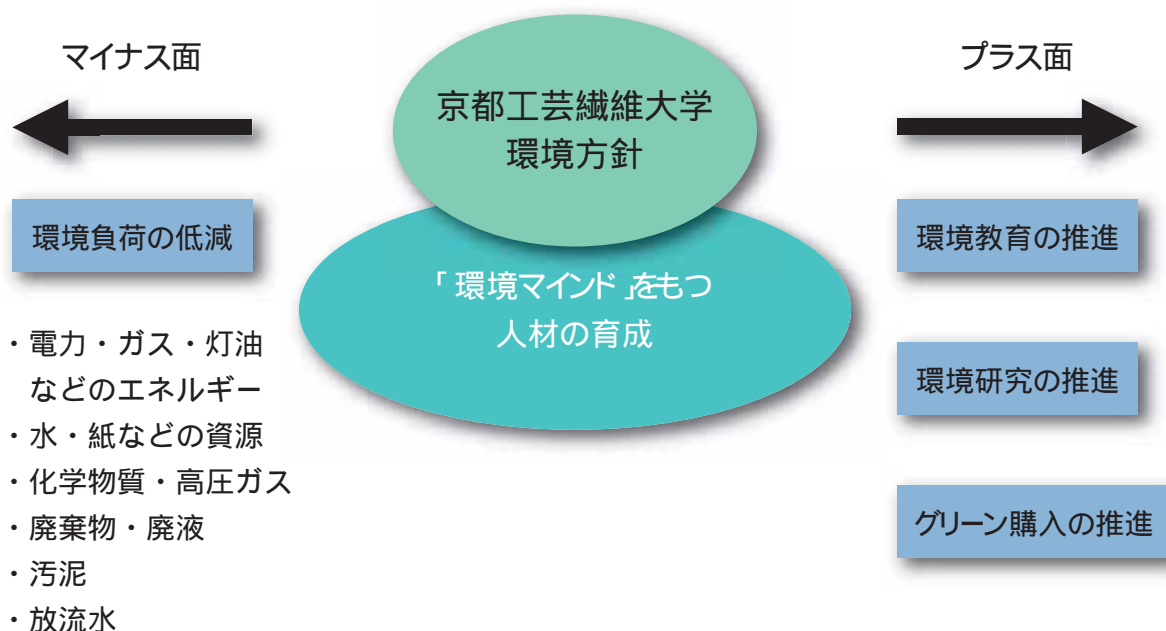 マイナス面
環境負荷の低減
・電力・ガス・灯油
などのエネルギー
・水・紙などの資源
・化学物質・高圧ガス
・廃棄物・廃液
・汚泥
・放流水
京都工芸繊維大学
環境方針
「環境マインド」をもつ
人材の育成
プラス面
環境教育の推進
環境研究の推進
グリーン購入の推進